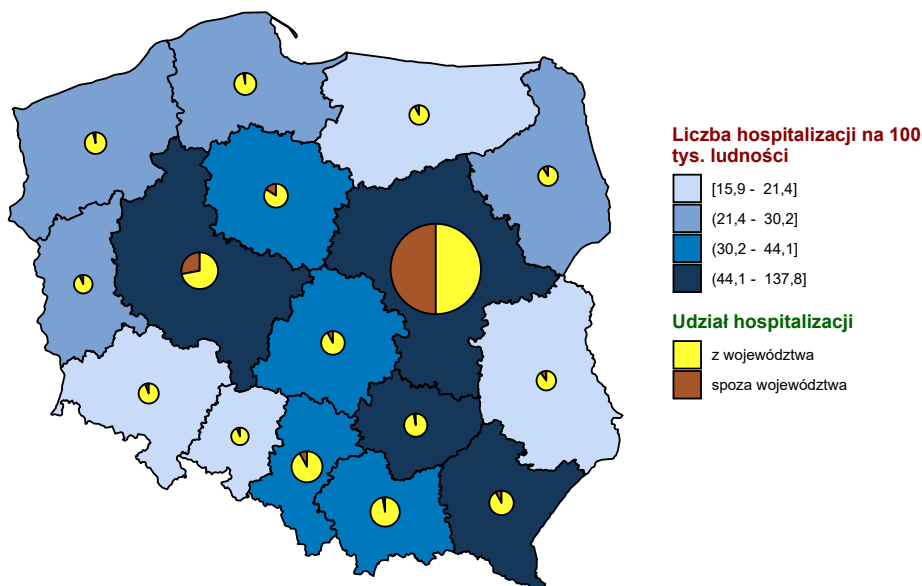 Liczba hospitalizacji na 100
tys. ludności
[15,9 - 21,4]
(21,4 - 30,2]
(30,2 - 44,1]
(44,1 - 137,8]
Udział hospitalizacji
z województwa
spoza województwa